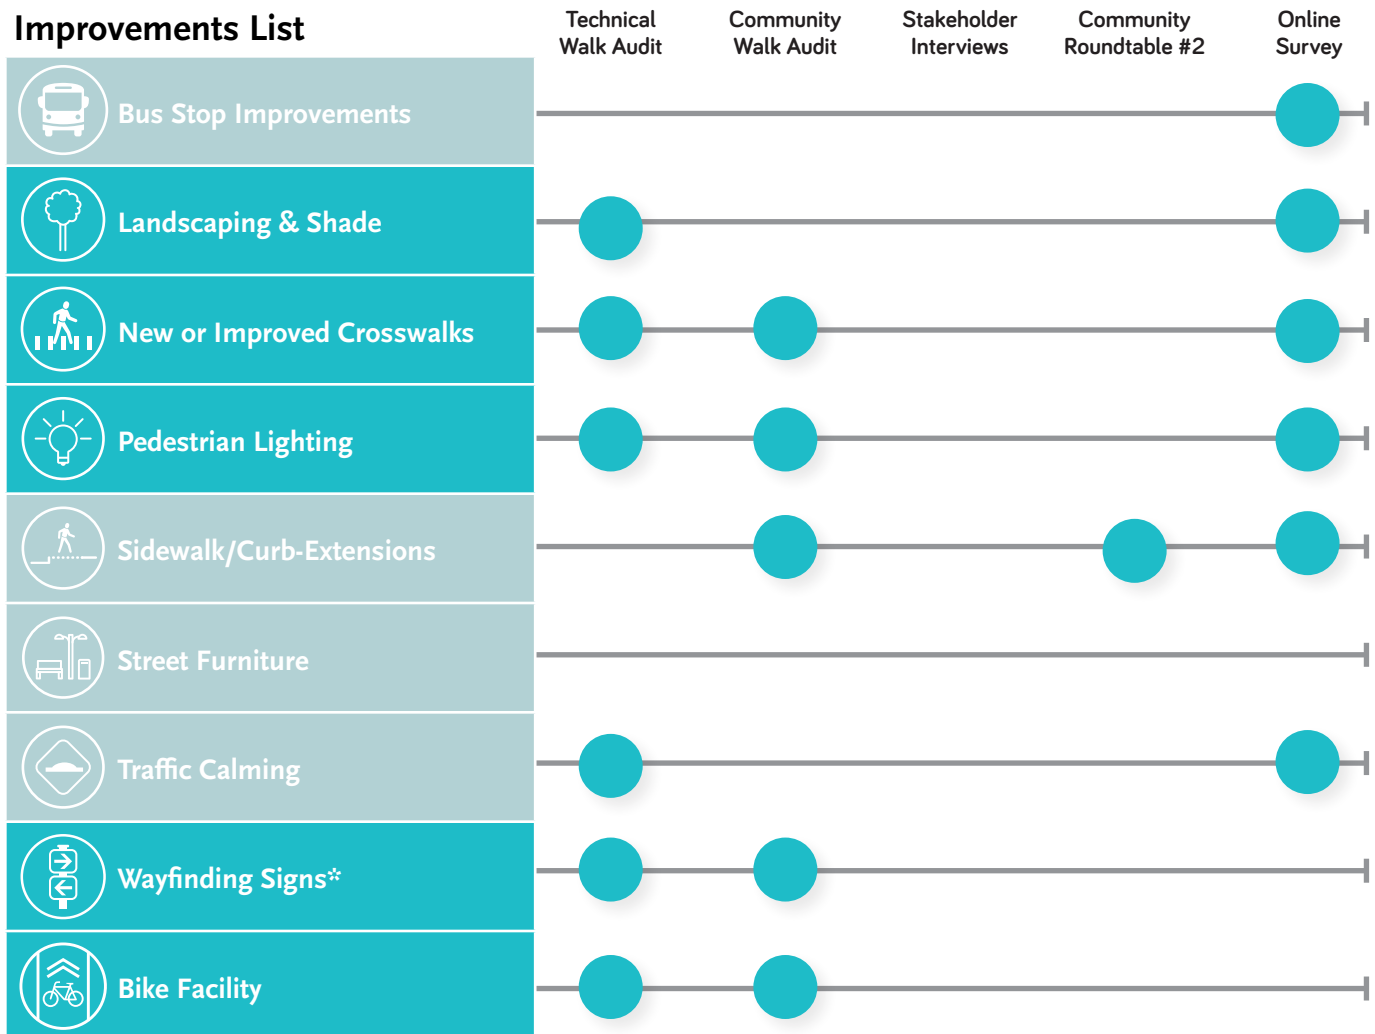 Improvements List
Technical
Walk Audit
Community
Walk Audit
Stakeholder
Interviews
Community
Roundtable #2
Online
Survey
Bus Stop Improvements
Landscaping & Shade
New or Improved Crosswalks
Pedestrian Lighting
Sidewalk/Curb-Extensions
Street Furniture
Traffic Calming
Wayfinding Signs*
Bike Facility